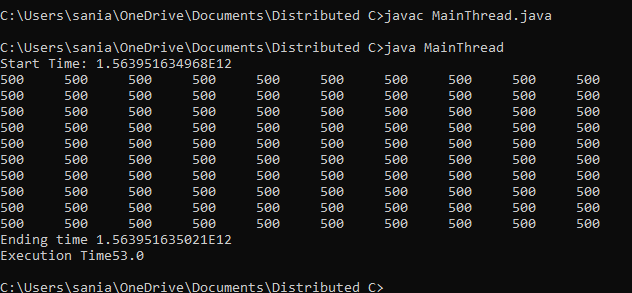 C:\Users\sania\OneDrive\Documents\Distributed C>javac MainThread.java
C:\Users\sania\OneDrive\Documents\Distributed C>java MainThread
Start Time: 1.563951634968E12
500 500 500 500 500 500 500 500 500 500
500 500 500 500 500 500 500 500 500 500
500 500 500 500 500 500 500 500 500 500
500 500 500 500 500 500 500 500 500 500
500 500 500 500 500 500 500 500 500 500
500 500 500 500 500 500 500 500 500 500
500 500 500 500 500 500 500 500 500 500
500 500 500 500 500 500 500 500 500 500
500 500 500 500 500 500 500 500 500 500
500 500 500 500 500 500 500 500 500 500
Ending time 1.563951635021E12
Execution Time53.0
C:\Users\sania\OneDrive\Documents\Distributed C>